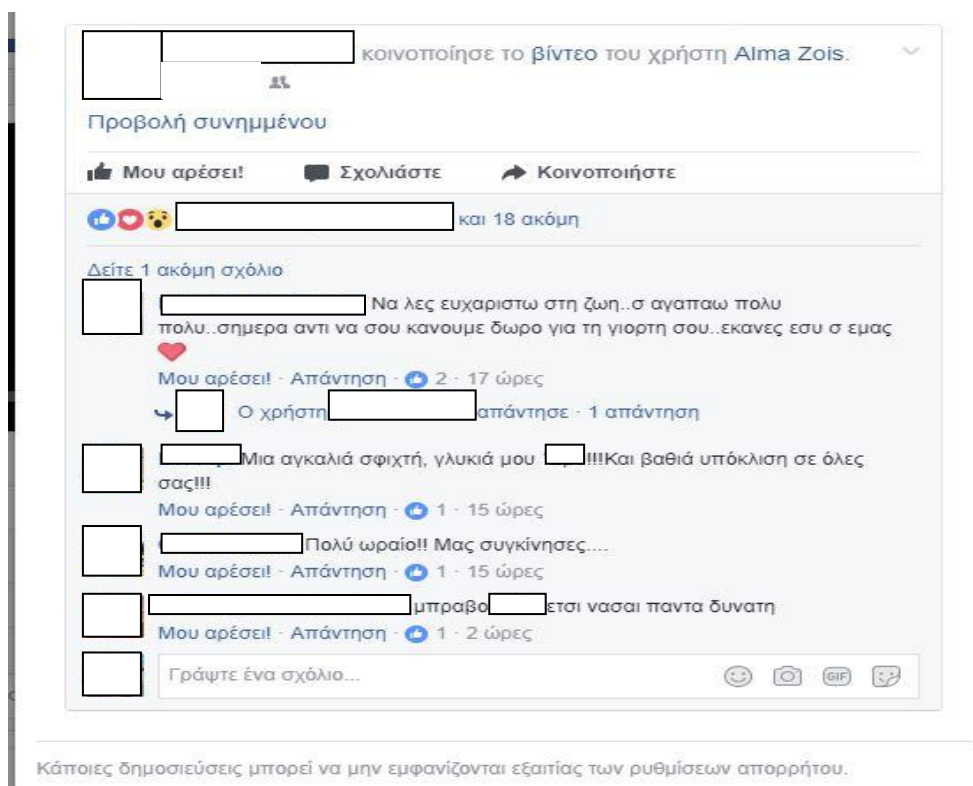 κοινοποίησε το βίντεο του χρήστη Alma Zois.
Προβολή συνημμένου
Μου αρέσει! Σχολιάστε Κοινοποιήστε
και 18 ακόμη
Δείτε 1 ακόμη σχόλιο
Να λες ευχαριστω στη ζωη..σ αγαπαω πολυ
πολυ..σημερα αντι να σου κανουμε δωρο για τη γιορτη σου..εκανες εσυ σ εμας
Μου αρέσει! · Απάντηση · 2 · 17 ώρες
Ο χρήστη απάντησε · 1 απάντηση
Μια αγκαλιά σφιχτή, γλυκιά μου !!!Και βαθιά υπόκλιση σε όλες
σας!!!
Μου αρέσει! · Απάντηση · 1 · 15 ώρες
Πολύ ωραίο!! Μας συγκίνησες....
Μου αρέσει! · Απάντηση · 1 · 15 ώρες
μπραβο ετσι νασαι παντα δυνατη
Μου αρέσει! · Απάντηση · 1 · 2 ώρες
Γράψτε ένα σχόλιο... GIF
Κάποιες δημοσιεύσεις μπορεί να μην εμφανίζονται εξαιτίας των ρυθμίσεων απορρήτου.